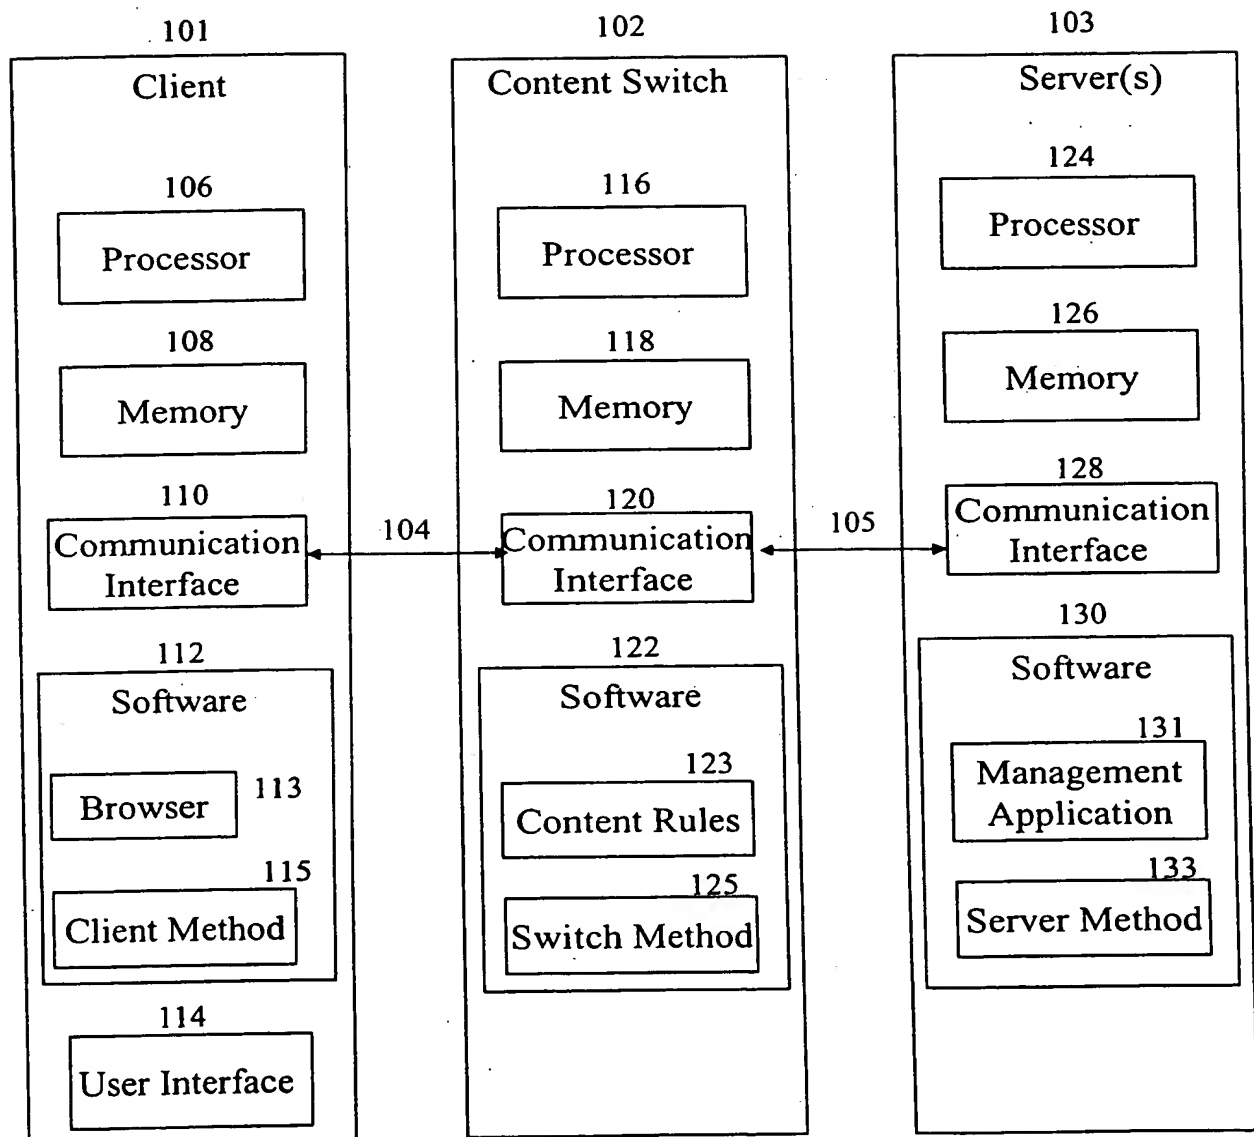 101
Client
106
Processor
108
Memory
110
Communication
Interface
104
112
Software
Browser
113
115
Client Method
114
User Interface
102
Content Switch
116
Processor
118
Memory
120
Communication
Interface
105
122
Software
123
Content Rules
125
Switch Method
103
Server(s)
124
Processor
126
Memory
128
Communication
Interface
130
Software
131
Management
Application
133
Server Method